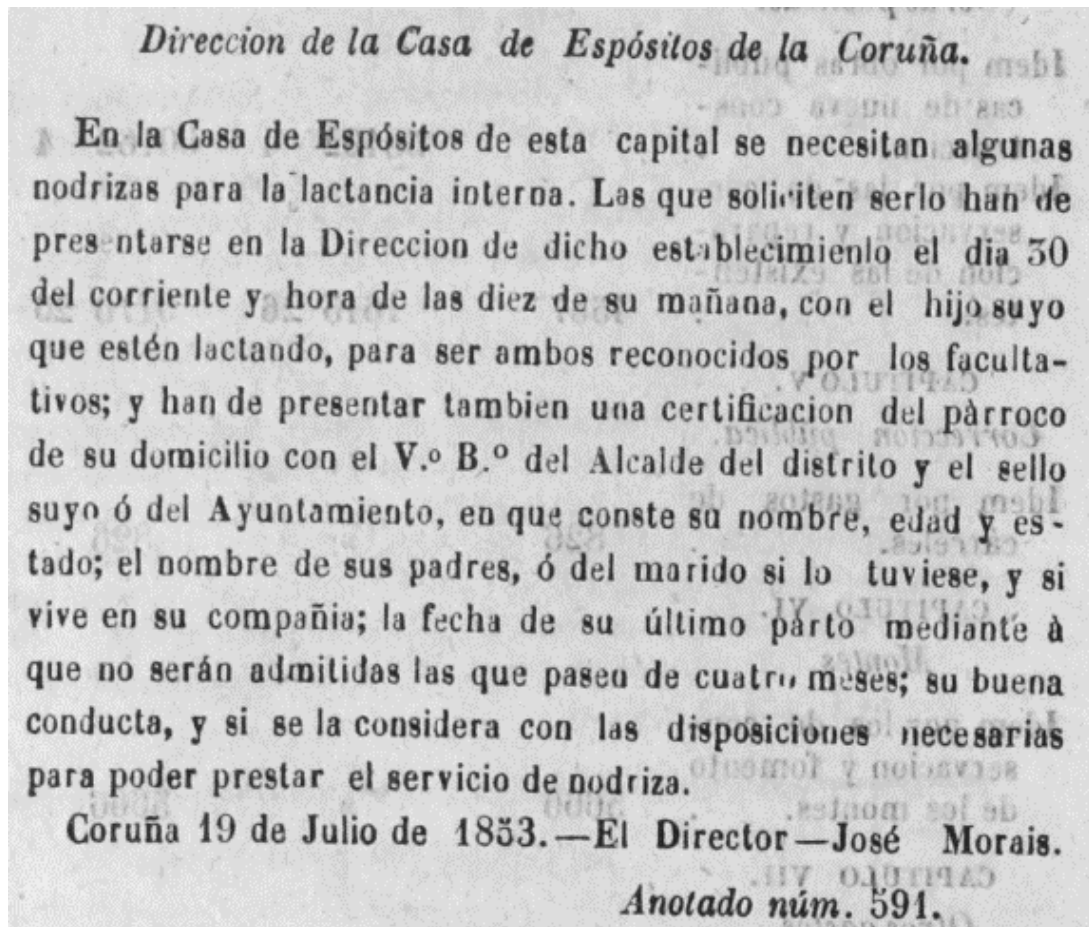 Direccion de la Casa de Espósitos de la Coruña.
En la Casa de Espósitos de esta capital se necesitan algunas
nodrizas para la lactancia interna. Las que soliciten serlo han de
presentarse en la Direccion de dicho establecimiento el dia 30
del corriente y hora de las diez de su mañana, con el hijo suyo
que estén lactando, para ser ambos reconocidos por los faculta-
tivos; y han de presentar tambien una certificacion del pàrroco
de su domicilio con el V.º B.º del Alcalde del distrito y el sello
suyo ó del Ayuntamiento, en que conste su nombre, edad y es-
tado; el nombre de sus padres, ó del marido si lo tuviese, y si
vive en su compañia; la fecha de su último parto mediante à
que no serán admitidas las que pasen de cuatro meses; su buena
conducta, y si se la considera con las disposiciones necesarias
para poder prestar el servicio de nodriza.
Coruña 19 de Julio de 1853.—El Director—José Morais.
Anotado núm. 591.